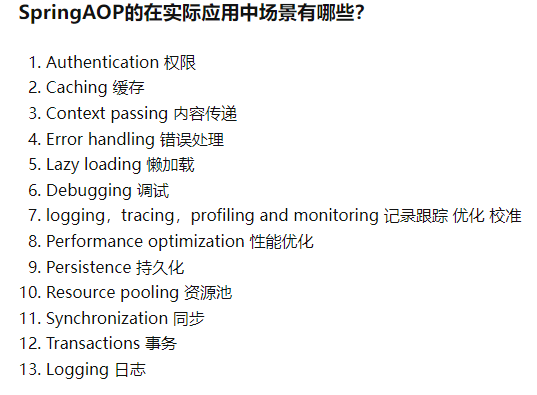 SpringAOP的在实际应用中场景有哪些？
1. Authentication 权限
2. Caching 缓存
3. Context passing 内容传递
4. Error handling 错误处理
5. Lazy loading 懒加载
6. Debugging 调试
7. logging，tracing，profiling and monitoring 记录跟踪 优化 校准
8. Performance optimization 性能优化
9. Persistence 持久化
10. Resource pooling 资源池
11. Synchronization 同步
12. Transactions 事务
13. Logging 日志